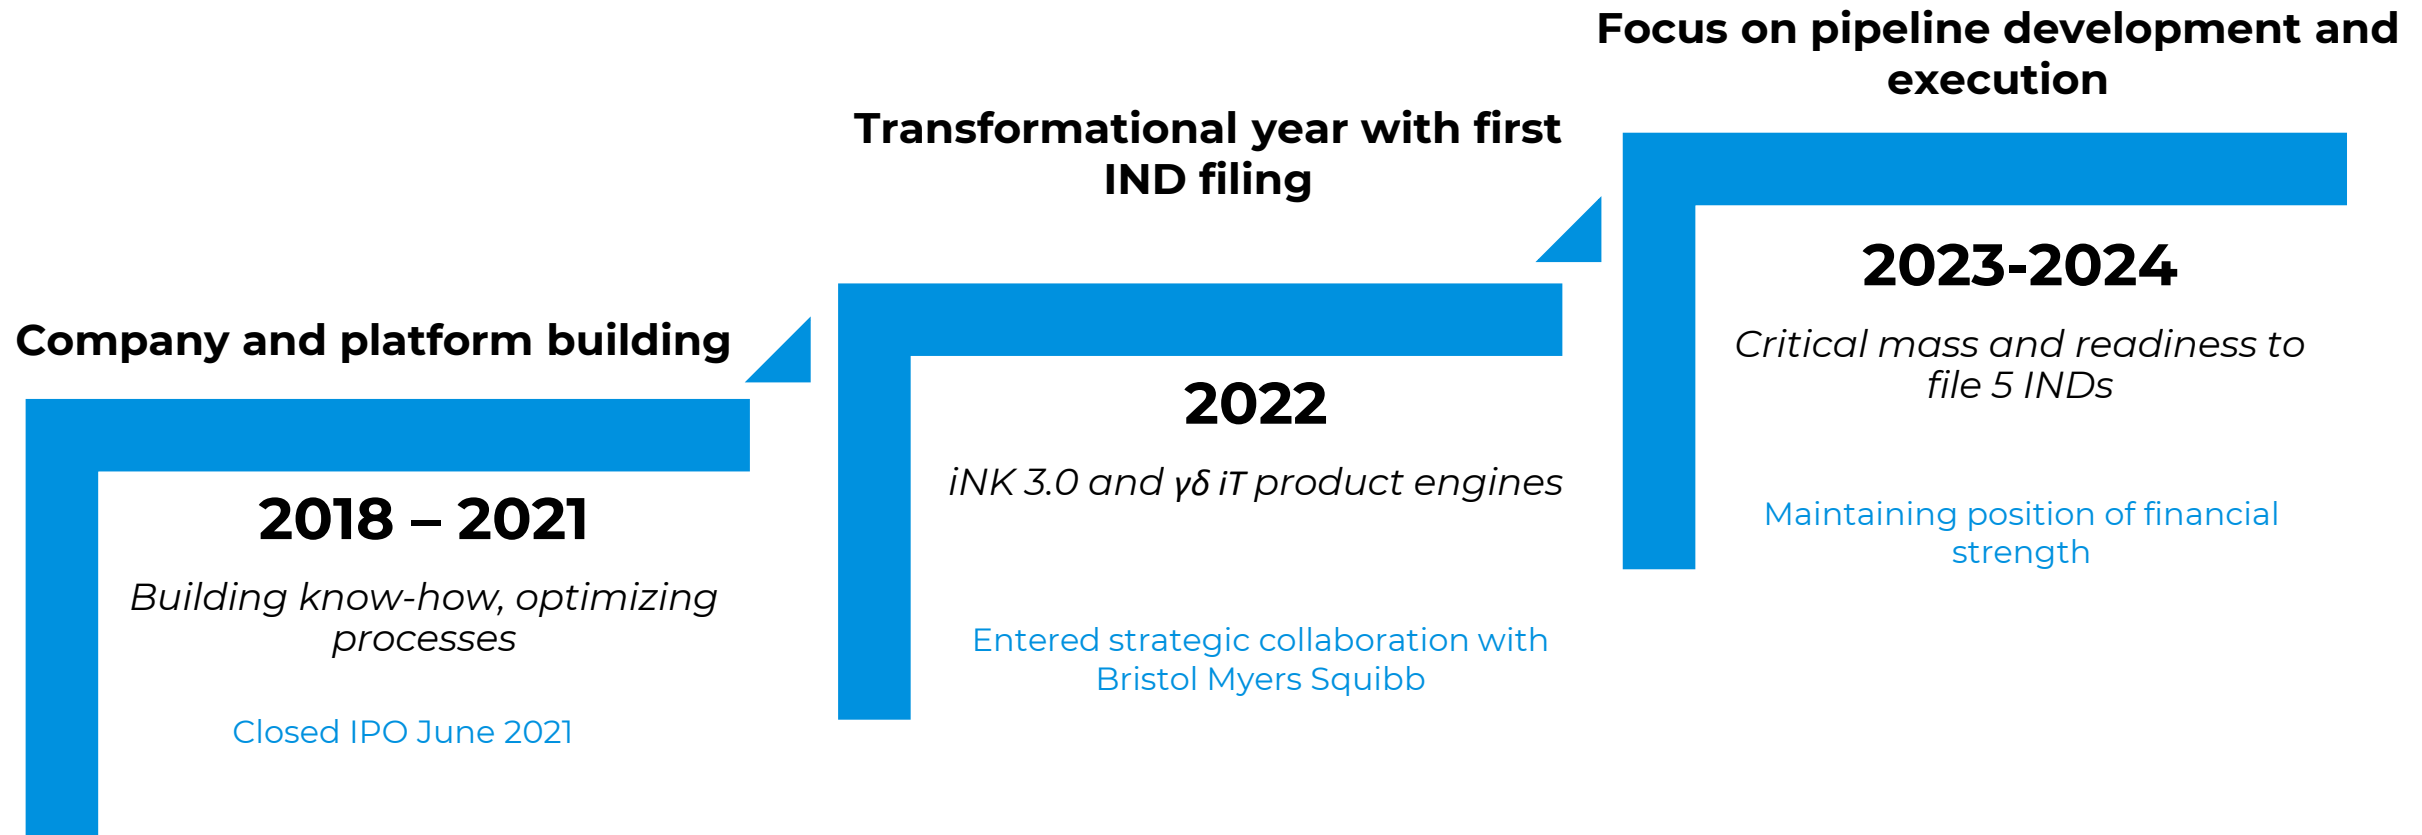 Company and platform building
2018 – 2021
Building know-how, optimizing
processes
Closed IPO June 2021
Transformational year with first
IND filing
2022
iNK 3.0 and γδ iT product engines
Entered strategic collaboration with
Bristol Myers Squibb
Focus on pipeline development and
execution
2023-2024
Critical mass and readiness to
file 5 INDs
Maintaining position of financial
strength